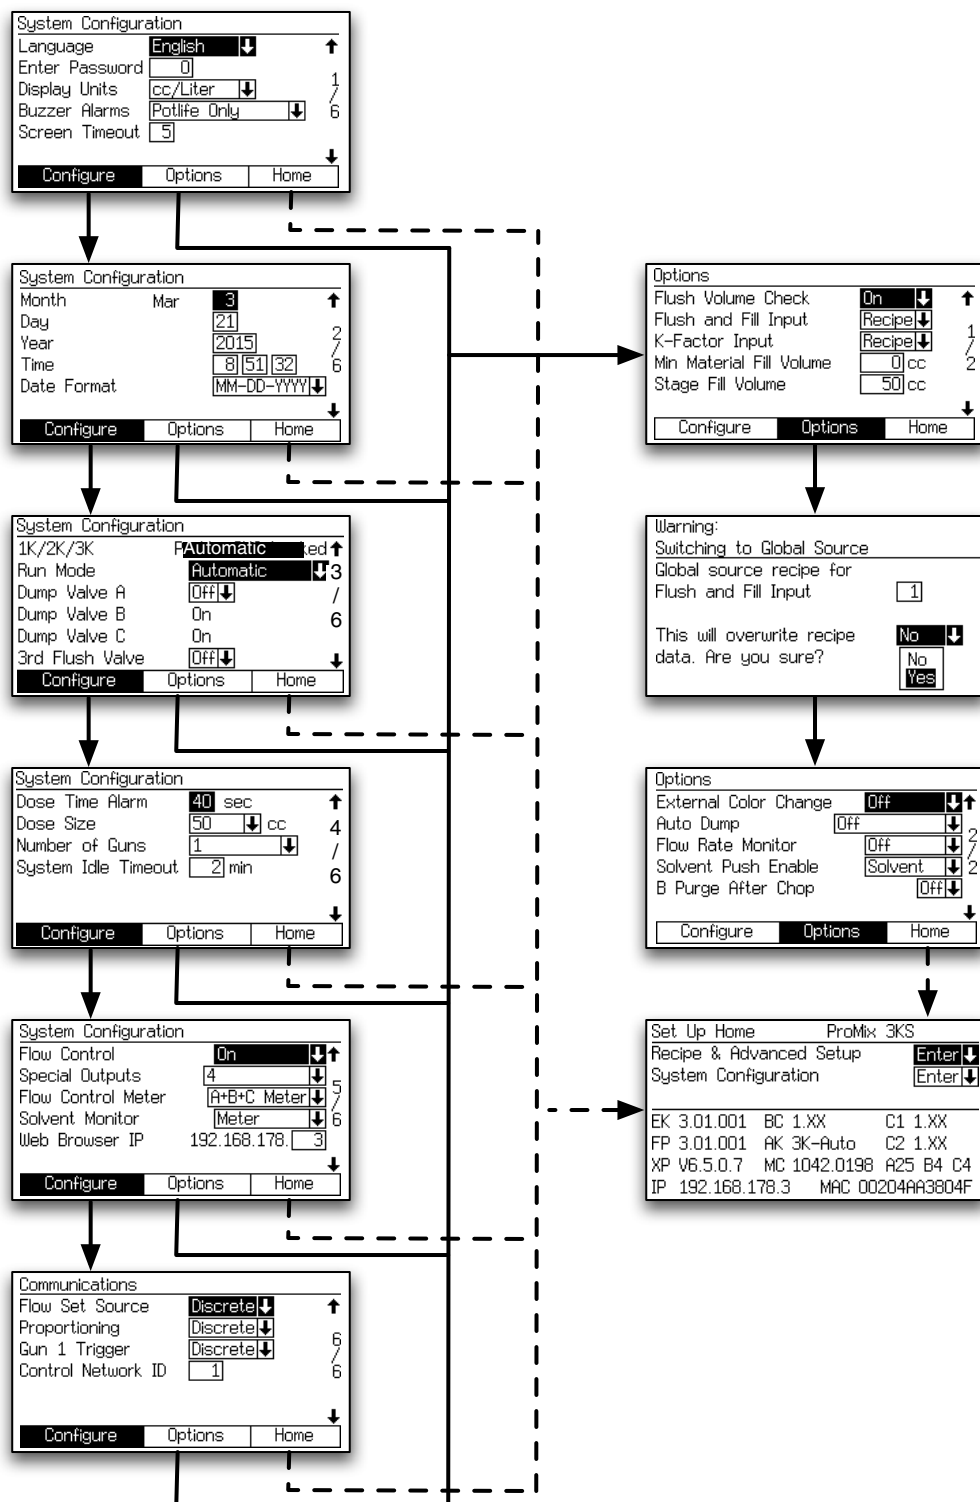 System Configuration
Language English
Enter Password 0
Display Units cc/Liter
Buzzer Alarms Potlife Only
Screen Timeout 5
1/6
Configure Options Home
System Configuration
Month Mar 3
Day 21
Year 2015
Time 8 51 32
Date Format MM-DD-YYYY
2/6
Configure Options Home
System Configuration
1K/2K/3K Automatic ked
Run Mode Automatic
Dump Valve A Off
Dump Valve B On
Dump Valve C On
3rd Flush Valve Off
3/6
Configure Options Home
System Configuration
Dose Time Alarm 40 sec
Dose Size 50 cc
Number of Guns 1
System Idle Timeout 2 min
4/6
Configure Options Home
System Configuration
Flow Control On
Special Outputs 4
Flow Control Meter A+B+C Meter
Solvent Monitor Meter
Web Browser IP 192.168.178. 3
5/6
Configure Options Home
Communications
Flow Set Source Discrete
Proportioning Discrete
Gun 1 Trigger Discrete
Control Network ID 1
6/6
Configure Options Home
Options
Flush Volume Check On
Flush and Fill Input Recipe
K-Factor Input Recipe
Min Material Fill Volume 0 cc
Stage Fill Volume 50 cc
1/2
Configure Options Home
Warning:
Switching to Global Source
Global source recipe for
Flush and Fill Input 1
This will overwrite recipe No
data. Are you sure? No
Yes
Options
External Color Change Off
Auto Dump Off
Flow Rate Monitor Off
Solvent Push Enable Solvent
B Purge After Chop Off
2/2
Configure Options Home
Set Up Home ProMix 3KS
Recipe & Advanced Setup Enter
System Configuration Enter
EK 3.01.001 BC 1.XX C1 1.XX
FP 3.01.001 AK 3K-Auto C2 1.XX
XP V6.5.0.7 MC 1042.0198 A25 B4 C4
IP 192.168.178.3 MAC 00204AA3804F